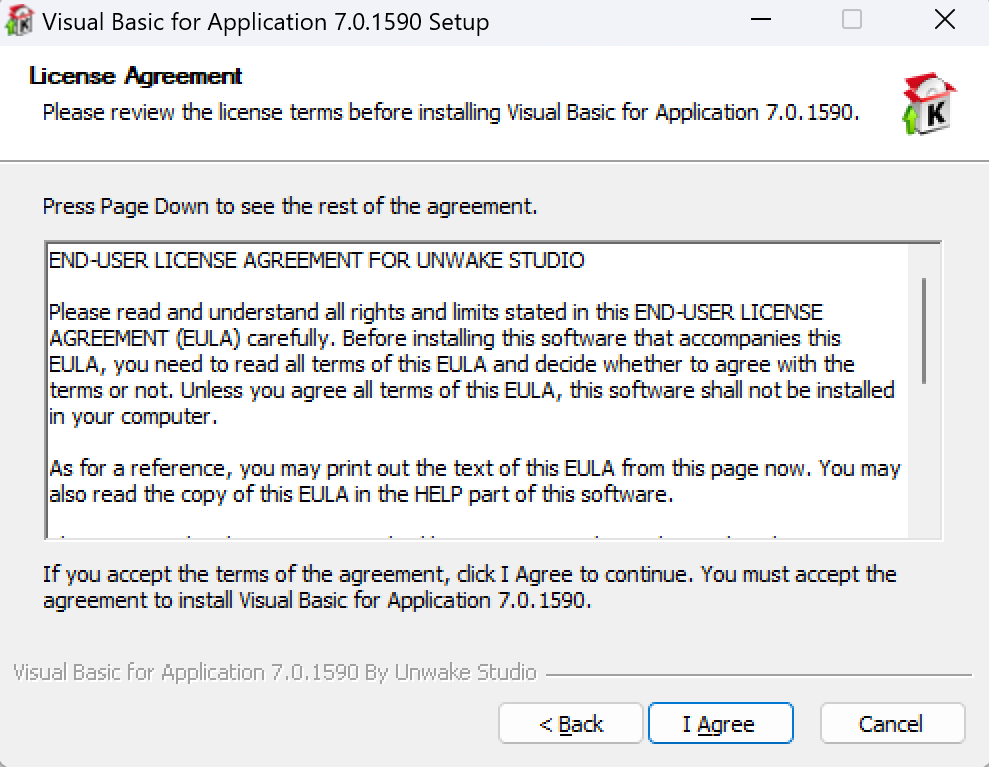 Visual Basic for Application 7.0.1590 Setup
License Agreement
Please review the license terms before installing Visual Basic for Application 7.0.1590.
K
Press Page Down to see the rest of the agreement.
END-USER LICENSE AGREEMENT FOR UNWAKE STUDIO
Please read and understand all rights and limits stated in this END-USER LICENSE
AGREEMENT (EULA) carefully. Before installing this software that accompanies this
EULA, you need to read all terms of this EULA and decide whether to agree with the
terms or not. Unless you agree all terms of this EULA, this software shall not be installed
in your computer.
As for a reference, you may print out the text of this EULA from this page now. You may
also read the copy of this EULA in the HELP part of this software.
If you accept the terms of the agreement, click I Agree to continue. You must accept the
agreement to install Visual Basic for Application 7.0.1590.
Visual Basic for Application 7.0.1590 By Unwake Studio
< Back
I Agree
Cancel